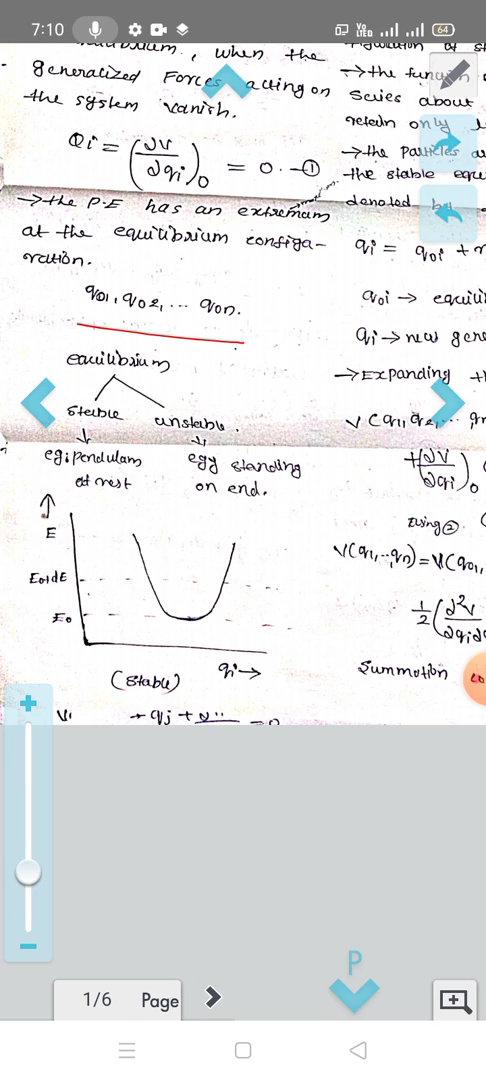 7:10
64
, when the
generalized Forces acting on
the system vanish.
Qi = (∂V/∂qi)₀ = 0. —①
→ the P.E has an extremam
at the equilibrium configa-
ration.
q₀₁, q₀₂, ... q₀n.
equilibrium
stable
unstable.
eg: pendulam
at rest
egg standing
on end.
E
E₀+dE
E₀
(stable)
qi →
→ the func
series about
retain only
→ the particles
the stable equ
denoted
qi = q₀i +
q₀i → equili
qi → new gene
→ Expanding
V(q₁, q₂, ...
+(∂V/∂qi)₀
Using ②.
V(q₁, ...qn) = V(q₀₁,
1/2 (∂²V
Summation
P
1/6 Page